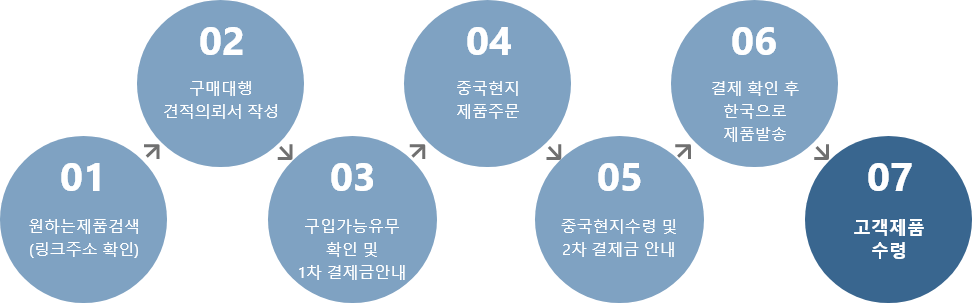 01
원하는제품검색
(링크주소 확인)
02
구매대행
견적의뢰서 작성
03
구입가능유무
확인 및
1차 결제금안내
04
중국현지
제품주문
05
중국현지수령 및
2차 결제금 안내
06
결제 확인 후
한국으로
제품발송
07
고객제품
수령